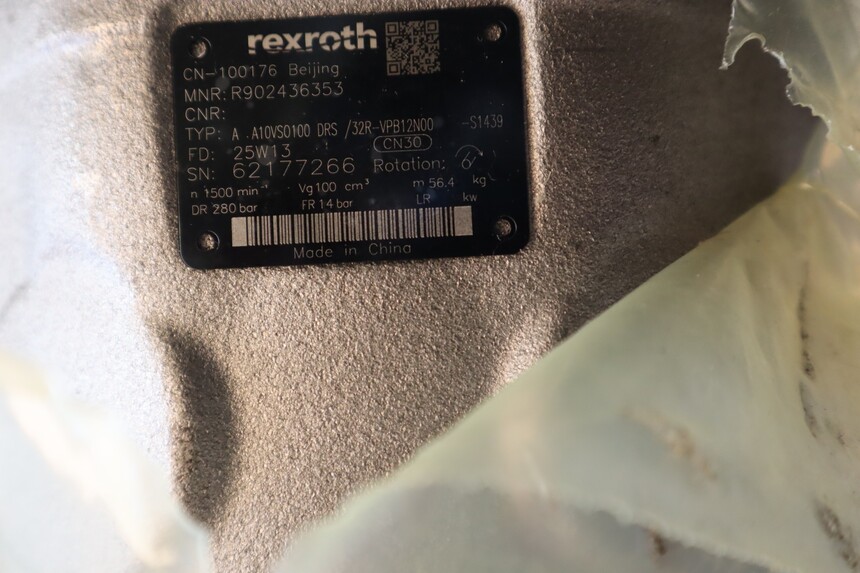 rexroth
CN-100176 Beijing
MNR: R902436353
CNR:
TYP: A A10VSO100 DRS /32R-VPB12N00 -S1439
FD: 25W13 CN30
SN: 62177266 Rotation:
n 1500 min⁻¹ Vg 100 cm³ m 56.4 kg
DR 280 bar FR 14 bar LR kw
Made in China